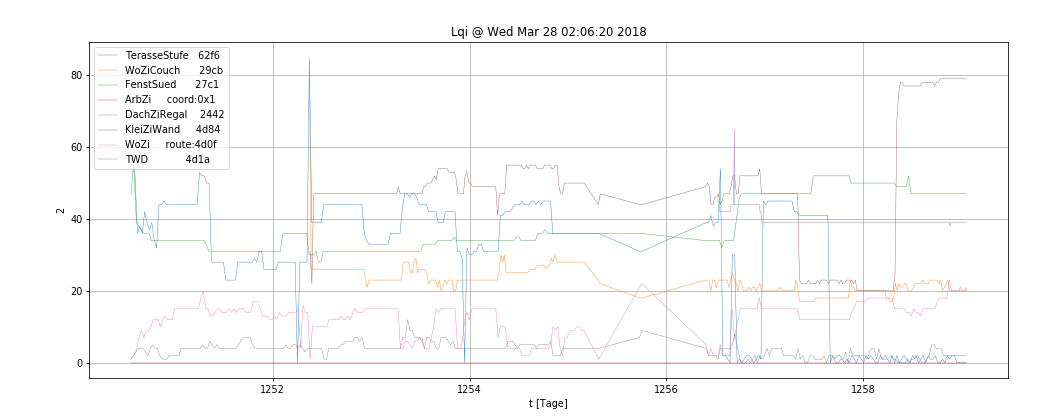 Lqi @ Wed Mar 28 02:06:20 2018
TerasseStufe 62f6
WoZiCouch 29cb
FenstSued 27c1
ArbZi coord:0x1
DachZiRegal 2442
KleiZiWand 4d84
WoZi route:4d0f
TWD 4d1a
80
60
40
20
0
2
1252 1254 1256 1258
t [Tage]